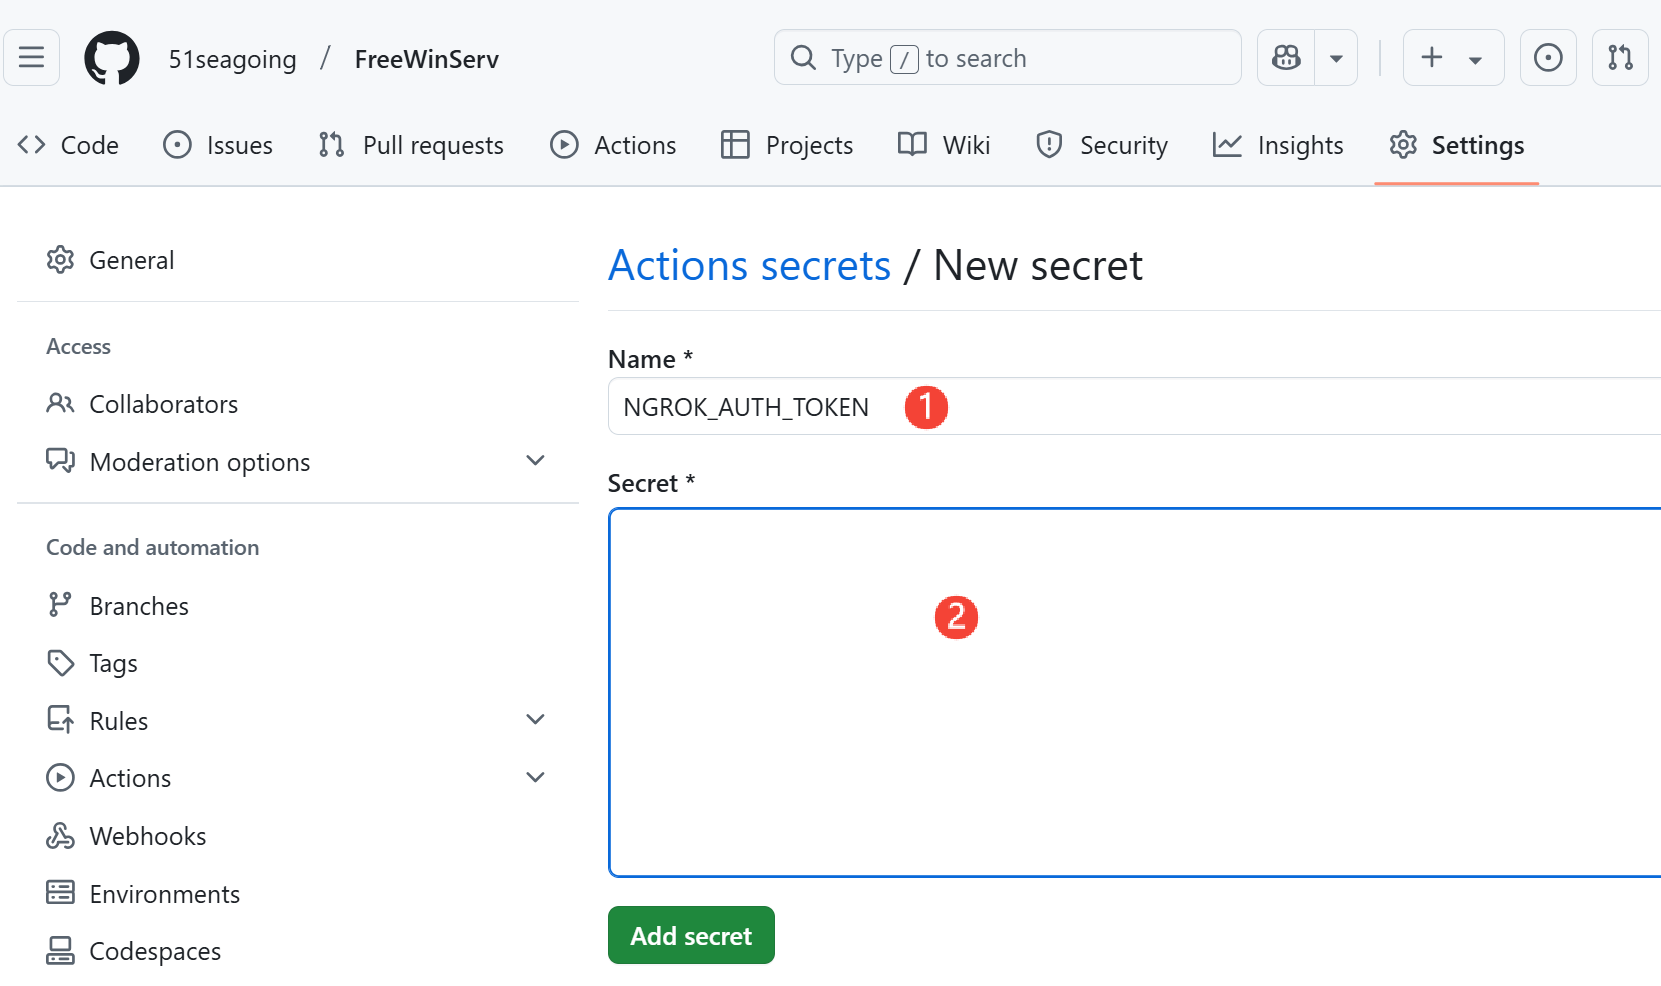 51seagoing / FreeWinServ
Type / to search
Code Issues Pull requests Actions Projects Wiki Security Insights Settings
General
Access
Collaborators
Moderation options
Code and automation
Branches
Tags
Rules
Actions
Webhooks
Environments
Codespaces
Actions secrets / New secret
Name *
NGROK_AUTH_TOKEN 1
Secret *
2
Add secret